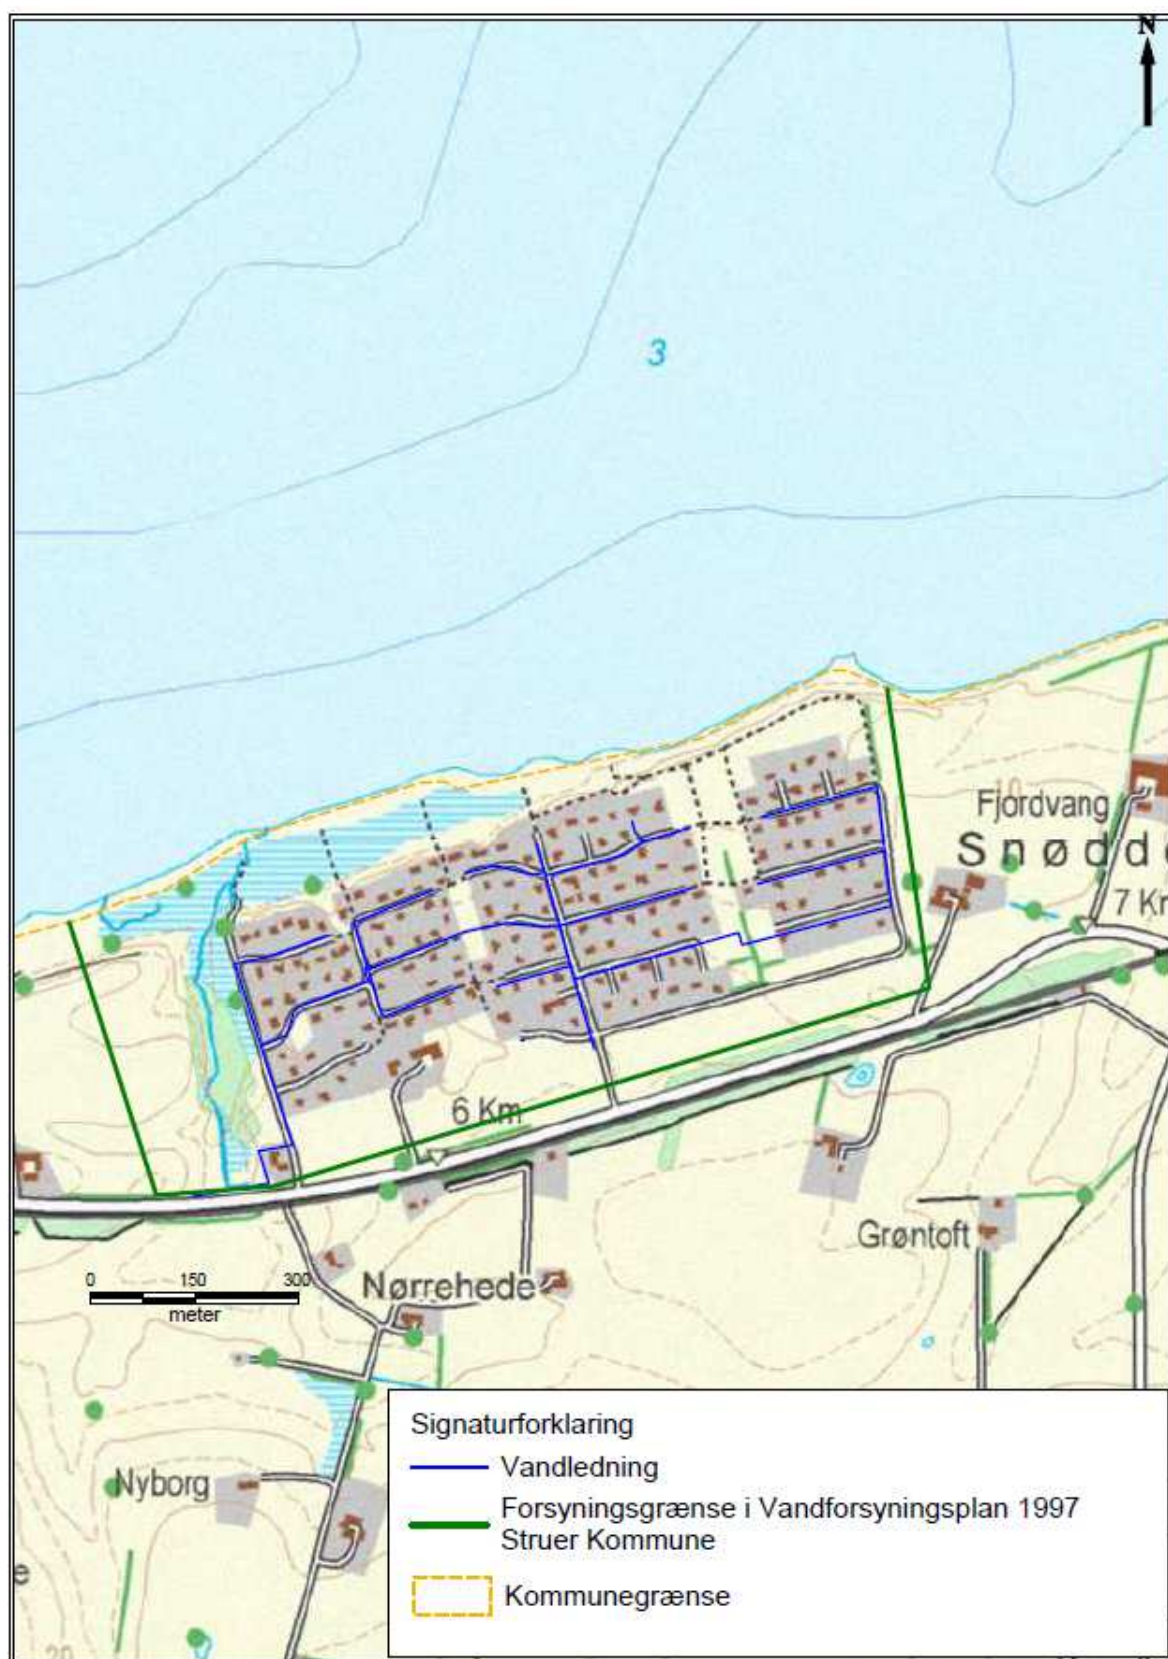 N
3
Fjordvang
Snødd
7 K
6 Km
Grøntoft
0 150 300
meter
Nørrehede
Nyborg
e
20
Signaturforklaring
Vandledning
Forsyningsgrænse i Vandforsyningsplan 1997
Struer Kommune
Kommunegrænse